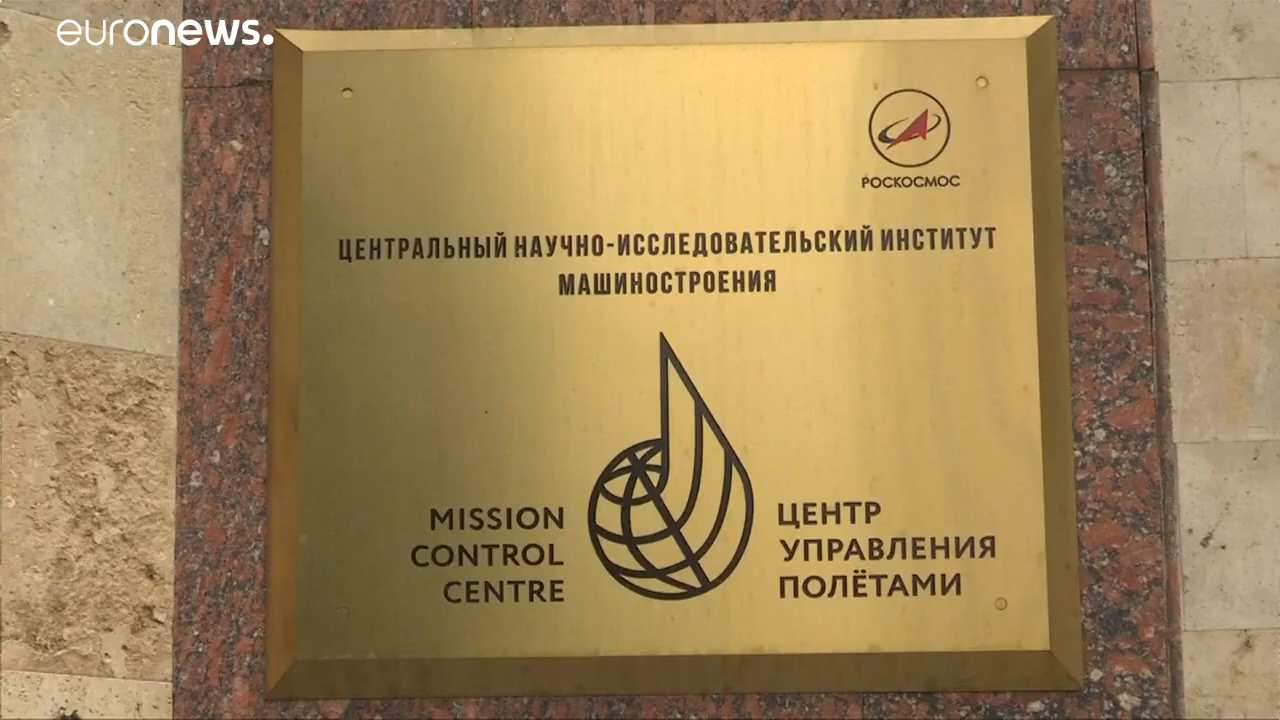 euronews.
РОСКОСМОС
ЦЕНТРАЛЬНЫЙ НАУЧНО-ИССЛЕДОВАТЕЛЬСКИЙ ИНСТИТУТ
МАШИНОСТРОЕНИЯ
MISSION
CONTROL
CENTRE
ЦЕНТР
УПРАВЛЕНИЯ
ПОЛЁТАМИ